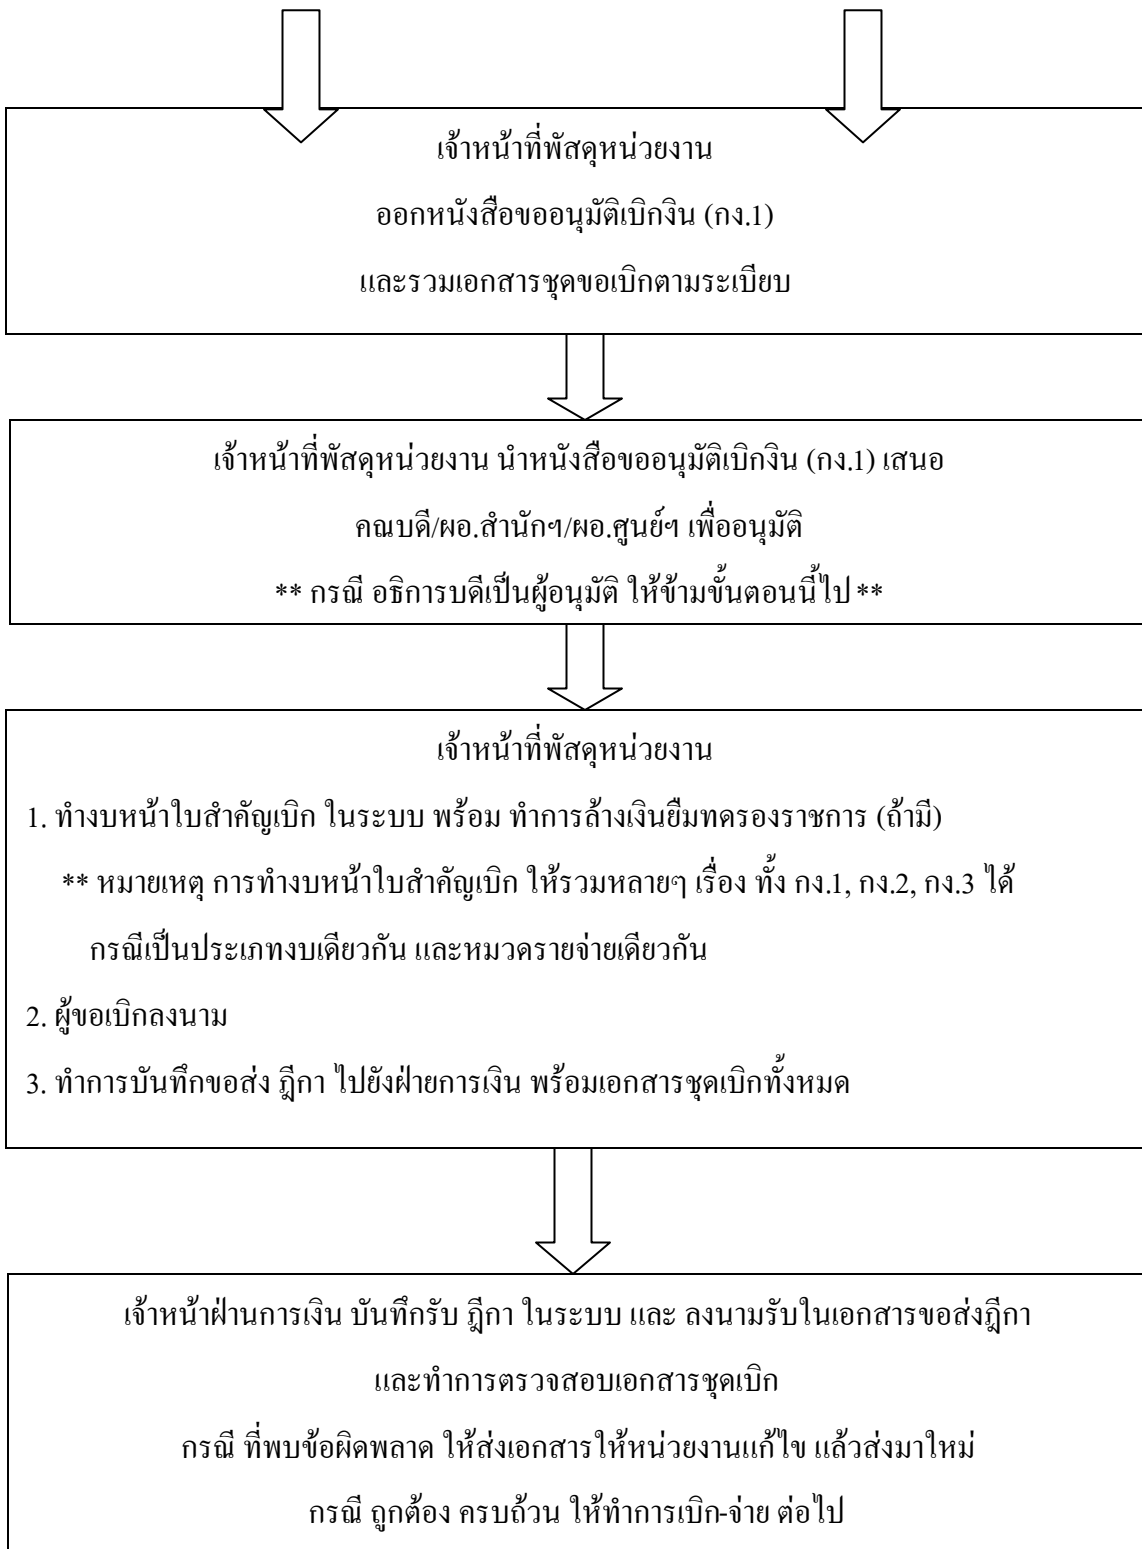 เจ้าหน้าที่พัสดุหน่วยงาน
ออกหนังสือขออนุมัติเบิกงิน (กง.1)
และรวมเอกสารชุดขอเบิกตามระเบียบ
เจ้าหน้าที่พัสดุหน่วยงาน นำหนังสือขออนุมัติเบิกงิน (กง.1) เสนอ
คณบดี/ผอ.สำนักฯ/ผอ.ศูนย์ฯ เพื่ออนุมัติ
** กรณี อธิการบดีเป็นผู้อนุมัติ ให้ข้ามขั้นตอนนี้ไป **
เจ้าหน้าที่พัสดุหน่วยงาน
1. ทำงบหน้าใบสำคัญเบิก ในระบบ พร้อม ทำการล้างเงินยืมทดรองราชการ (ถ้ามี)
** หมายเหตุ การทำงบหน้าใบสำคัญเบิก ให้รวมหลายๆ เรื่อง ทั้ง กง.1, กง.2, กง.3 ได้
กรณีเป็นประเภทงบเดียวกัน และหมวดรายจ่ายเดียวกัน
2. ผู้ขอเบิกลงนาม
3. ทำการบันทึกขอส่ง ฎีกา ไปยังฝ่ายการเงิน พร้อมเอกสารชุดเบิกทั้งหมด
เจ้าหน้าฝ่านการเงิน บันทึกรับ ฎีกา ในระบบ และ ลงนามรับในเอกสารขอส่งฎีกา
และทำการตรวจสอบเอกสารชุดเบิก
กรณี ที่พบข้อผิดพลาด ให้ส่งเอกสารให้หน่วยงานแก้ไข แล้วส่งมาใหม่
กรณี ถูกต้อง ครบถ้วน ให้ทำการเบิก-จ่าย ต่อไป